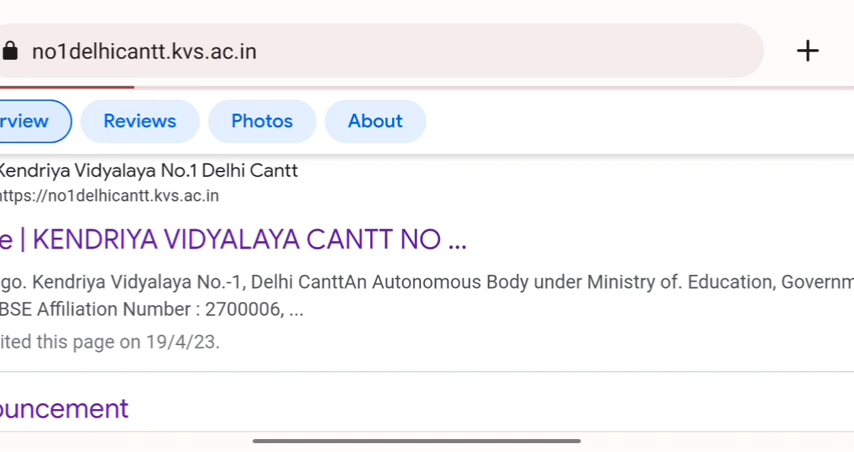 no1delhicantt.kvs.ac.in +
rview Reviews Photos About
Kendriya Vidyalaya No.1 Delhi Cantt
ttps://no1delhicantt.kvs.ac.in
e | KENDRIYA VIDYALAYA CANTT NO ...
go. Kendriya Vidyalaya No.-1, Delhi CanttAn Autonomous Body under Ministry of. Education, Governm
BSE Affiliation Number : 2700006, ...
ited this page on 19/4/23.
ouncement